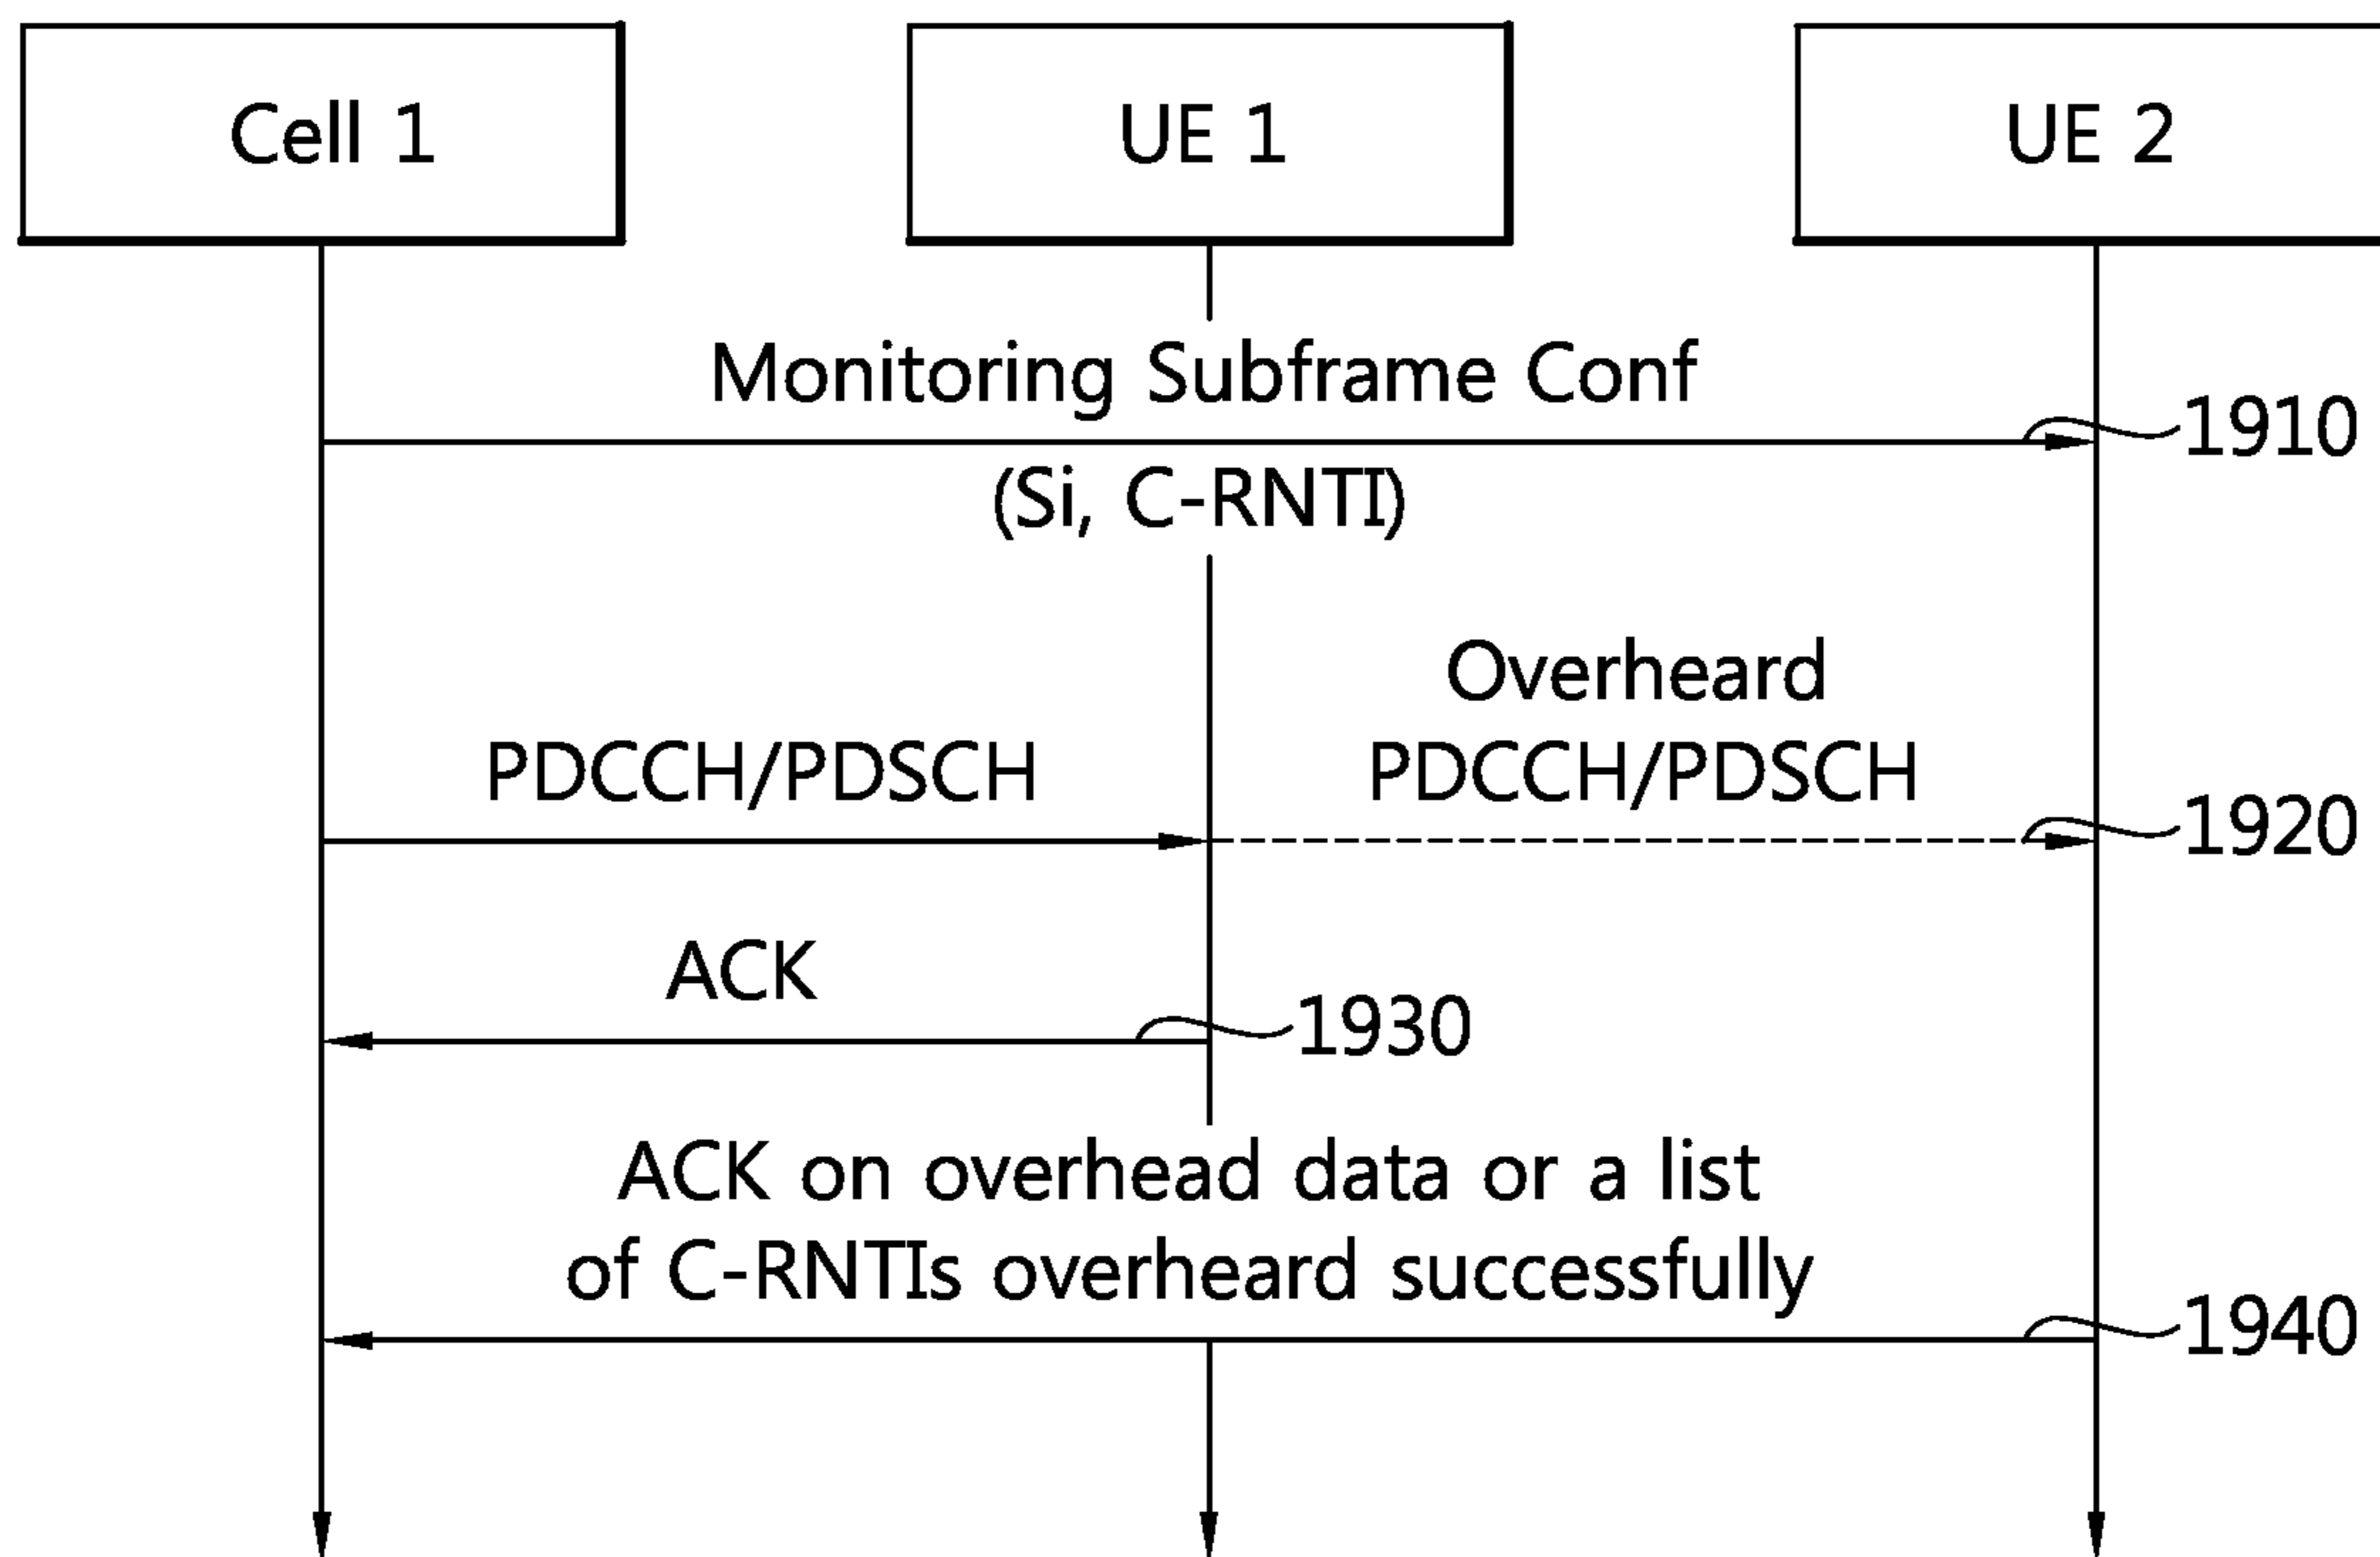 Cell 1
UE 1
UE 2
Monitoring Subframe Conf
1910
(Si, C-RNTI)
Overheard
PDCCH/PDSCH
PDCCH/PDSCH
1920
ACK
1930
ACK on overhead data or a list
of C-RNTIs overheard successfully
1940